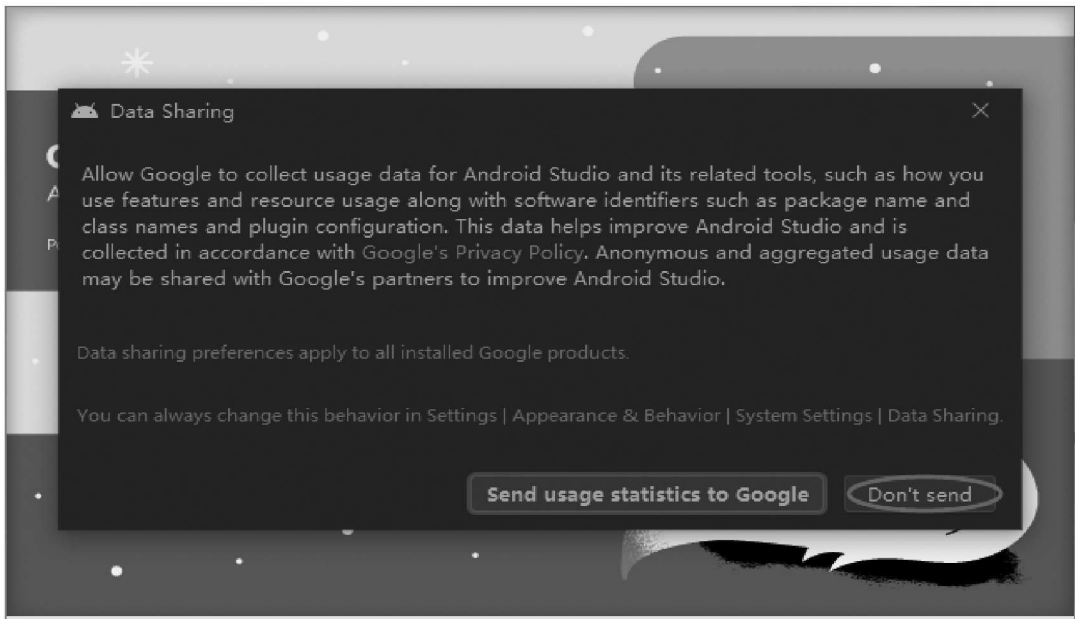 Data Sharing
Allow Google to collect usage data for Android Studio and its related tools, such as how you
use features and resource usage along with software identifiers such as package name and
class names and plugin configuration. This data helps improve Android Studio and is
collected in accordance with Google's Privacy Policy. Anonymous and aggregated usage data
may be shared with Google's partners to improve Android Studio.
Data sharing preferences apply to all installed Google products.
You can always change this behavior in Settings | Appearance & Behavior | System Settings | Data Sharing.
Send usage statistics to Google
Don't send